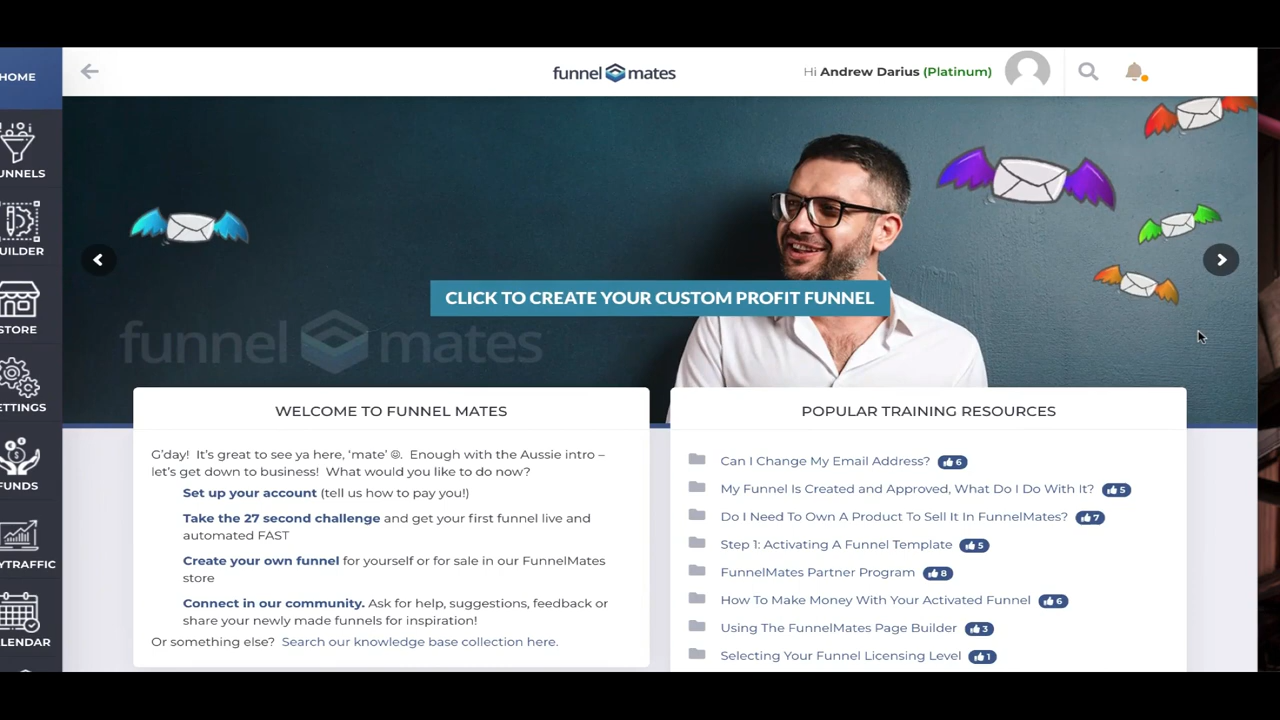 HOME
funnel mates
Hi Andrew Darius (Platinum)
UNNELS
UILDER
STORE
ETTINGS
FUNDS
YTRAFFIC
LENDAR
CLICK TO CREATE YOUR CUSTOM PROFIT FUNNEL
funnel mates
WELCOME TO FUNNEL MATES
G'day! It's great to see ya here, 'mate' ☺. Enough with the Aussie intro –
let's get down to business! What would you like to do now?
Set up your account (tell us how to pay you!)
Take the 27 second challenge and get your first funnel live and
automated FAST
Create your own funnel for yourself or for sale in our FunnelMates
store
Connect in our community. Ask for help, suggestions, feedback or
share your newly made funnels for inspiration!
Or something else? Search our knowledge base collection here.
POPULAR TRAINING RESOURCES
Can I Change My Email Address? 6
My Funnel Is Created and Approved, What Do I Do With It? 5
Do I Need To Own A Product To Sell It In FunnelMates? 7
Step 1: Activating A Funnel Template 5
FunnelMates Partner Program 8
How To Make Money With Your Activated Funnel 6
Using The FunnelMates Page Builder 3
Selecting Your Funnel Licensing Level 1